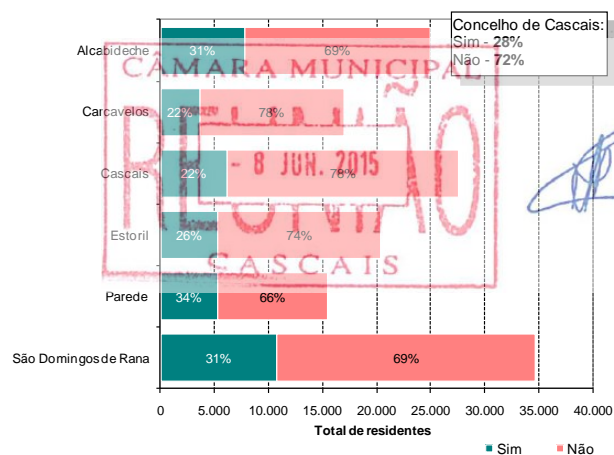 Concelho de Cascais:
Sim - 28%
Não - 72%
Alcabideche
31%
69%
CÂMARA MUNICIPAL
Carcavelos
22%
78%
REUNIÃO
- 8 JUN. 2015
Cascais
22%
78%
Estoril
26%
74%
CASCAIS
Parede
34%
66%
São Domingos de Rana
31%
69%
0
5.000
10.000
15.000
20.000
25.000
30.000
35.000
40.000
Total de residentes
Sim
Não